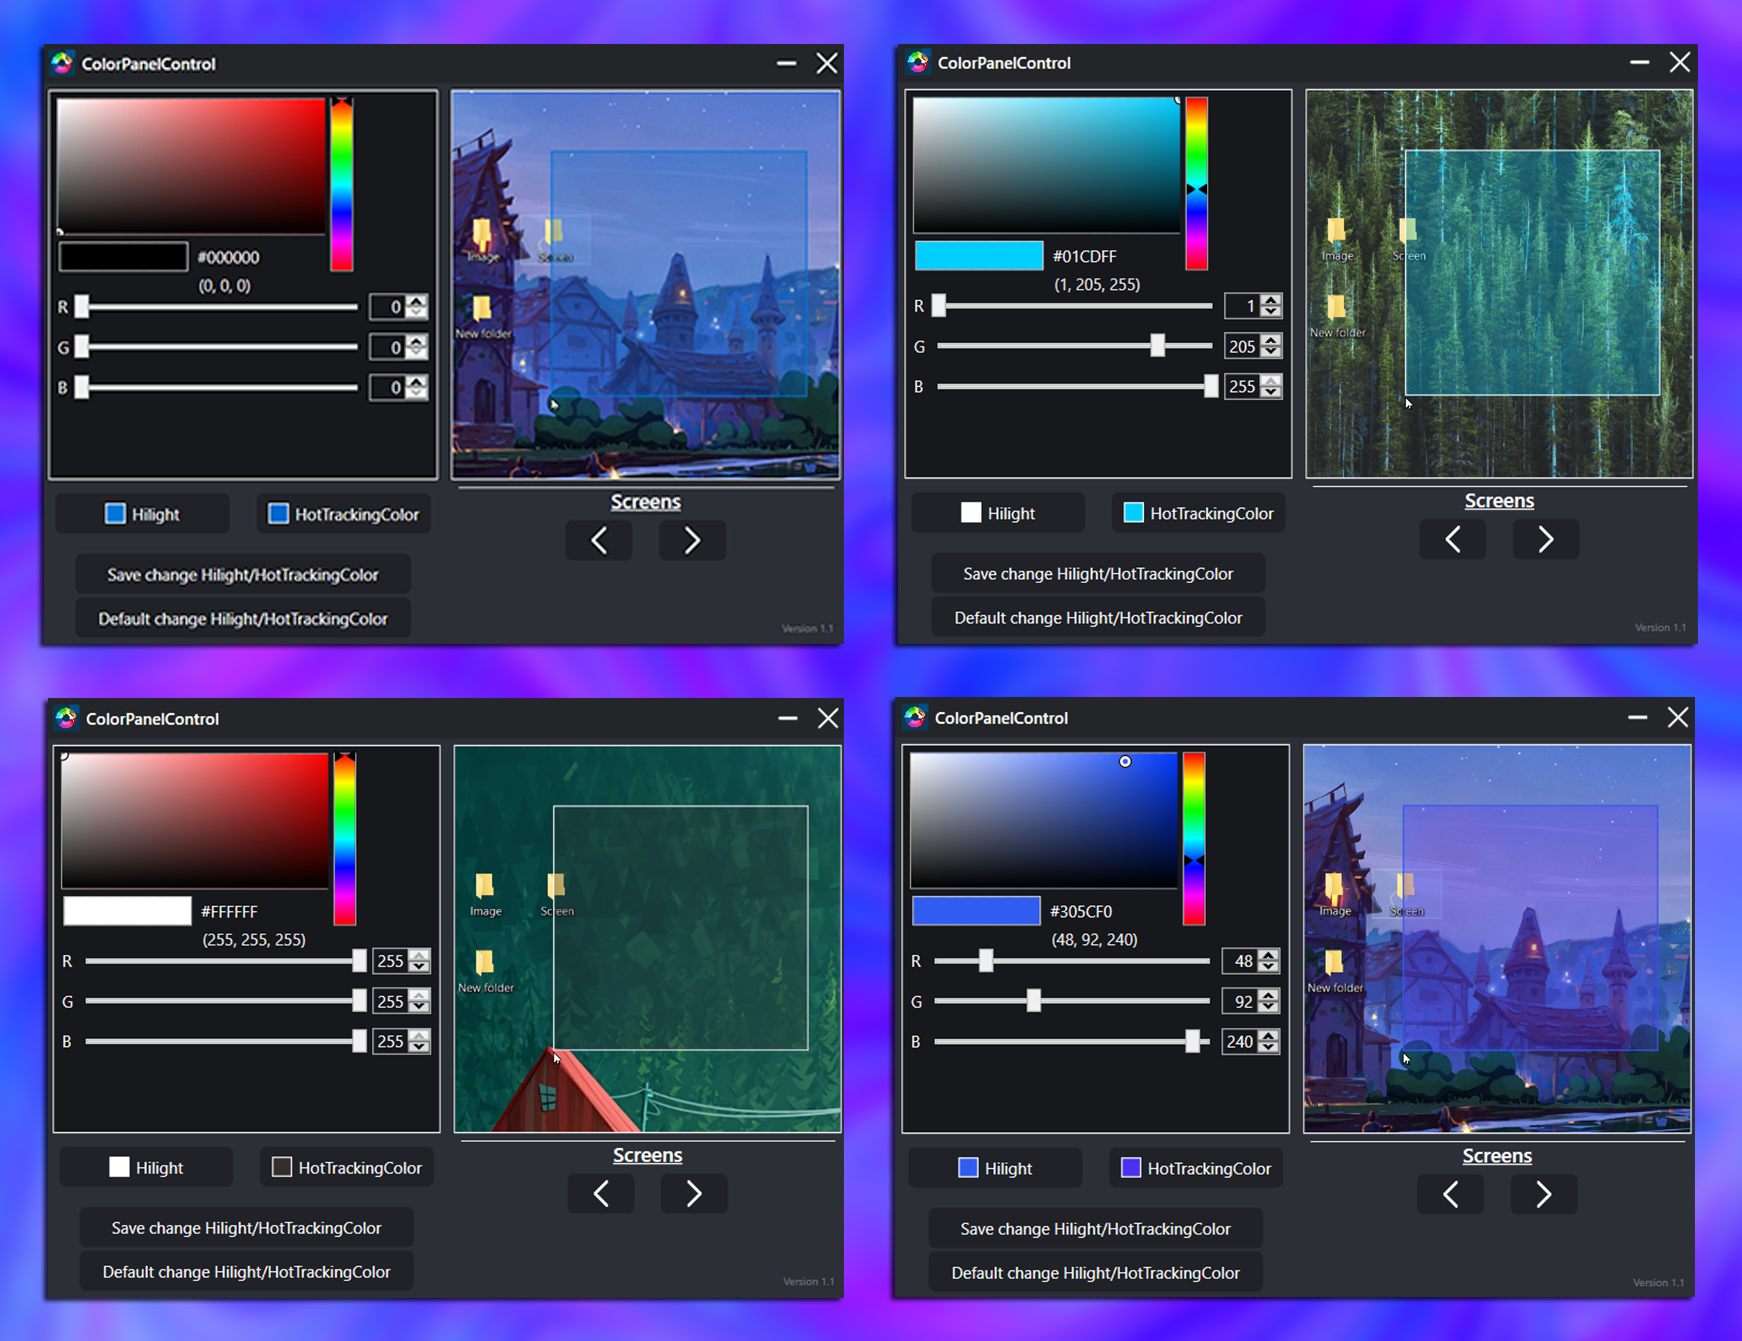 ColorPanelControl
#000000
(0, 0, 0)
R 0
G 0
B 0
Image
Screen
New folder
Hilight HotTrackingColor
Screens
Save change Hilight/HotTrackingColor
Default change Hilight/HotTrackingColor
Version 1.1
ColorPanelControl
#01CDFF
(1, 205, 255)
R 1
G 205
B 255
Image Screen
New folder
Hilight HotTrackingColor
Screens
Save change Hilight/HotTrackingColor
Default change Hilight/HotTrackingColor
Version 1.1
ColorPanelControl
#FFFFFF
(255, 255, 255)
R 255
G 255
B 255
Image Screen
New folder
Hilight HotTrackingColor
Screens
Save change Hilight/HotTrackingColor
Default change Hilight/HotTrackingColor
Version 1.1
ColorPanelControl
#305CF0
(48, 92, 240)
R 48
G 92
B 240
Image Screen
New folder
Hilight HotTrackingColor
Screens
Save change Hilight/HotTrackingColor
Default change Hilight/HotTrackingColor
Version 1.1